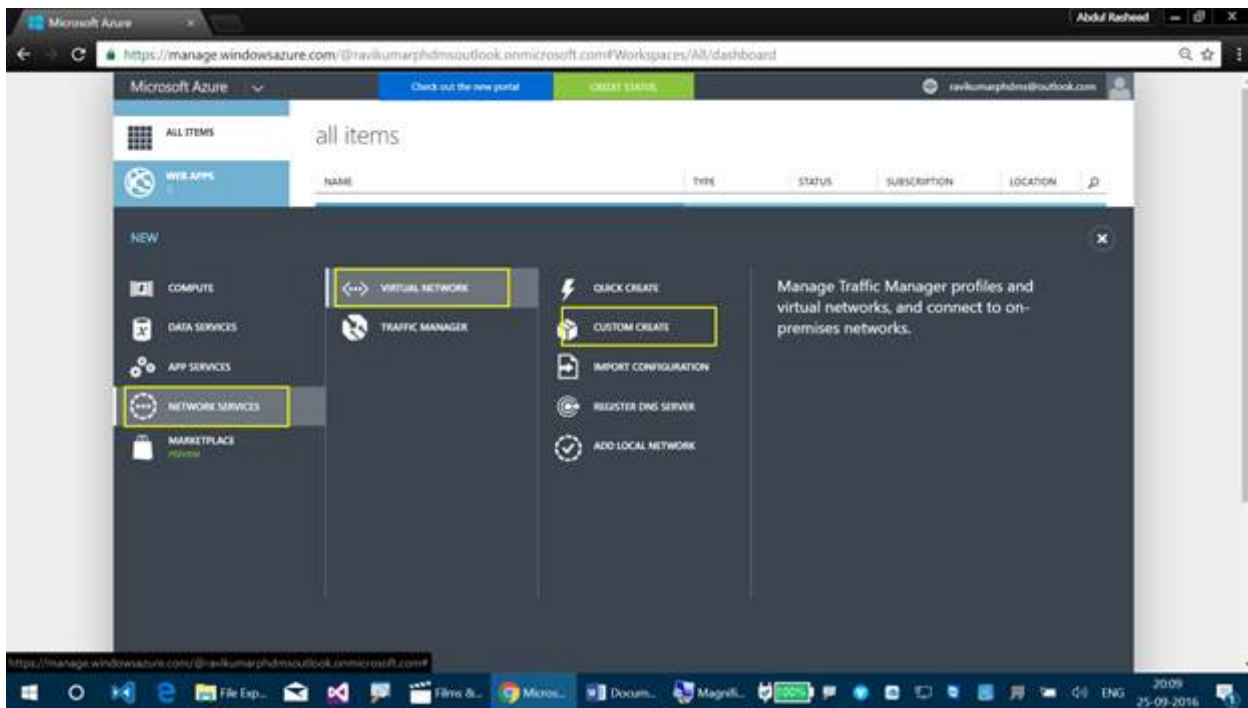 Microsoft Azure
Abdul Rasheed
https://manage.windowsazure.com/@ravikumarphdmsoutlook.onmicrosoft.com#Workspaces/All/dashboard
Microsoft Azure
Check out the new portal
CREDIT STATUS
ravikumarphdms@outlook.com
ALL ITEMS
all items
WEB APPS
NAME
TYPE
STATUS
SUBSCRIPTION
LOCATION
NEW
COMPUTE
DATA SERVICES
APP SERVICES
NETWORK SERVICES
MARKETPLACE
PREVIEW
VIRTUAL NETWORK
TRAFFIC MANAGER
QUICK CREATE
CUSTOM CREATE
IMPORT CONFIGURATION
REGISTER DNS SERVER
ADD LOCAL NETWORK
Manage Traffic Manager profiles and
virtual networks, and connect to on-
premises networks.
https://manage.windowsazure.com/@ravikumarphdmsoutlook.onmicrosoft.com#
File Exp...
Films &...
Micros...
Docum...
Magnifi...
100%
ENG
20:09
25-09-2016